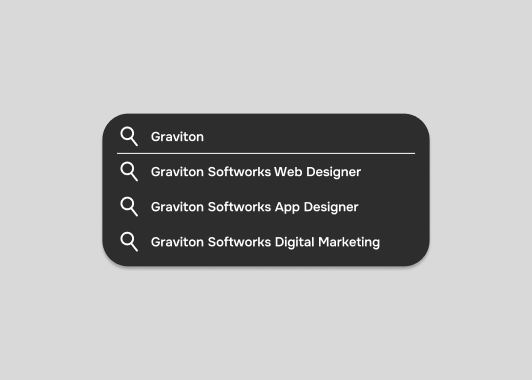 Graviton
Graviton Softworks Web Designer
Graviton Softworks App Designer
Graviton Softworks Digital Marketing